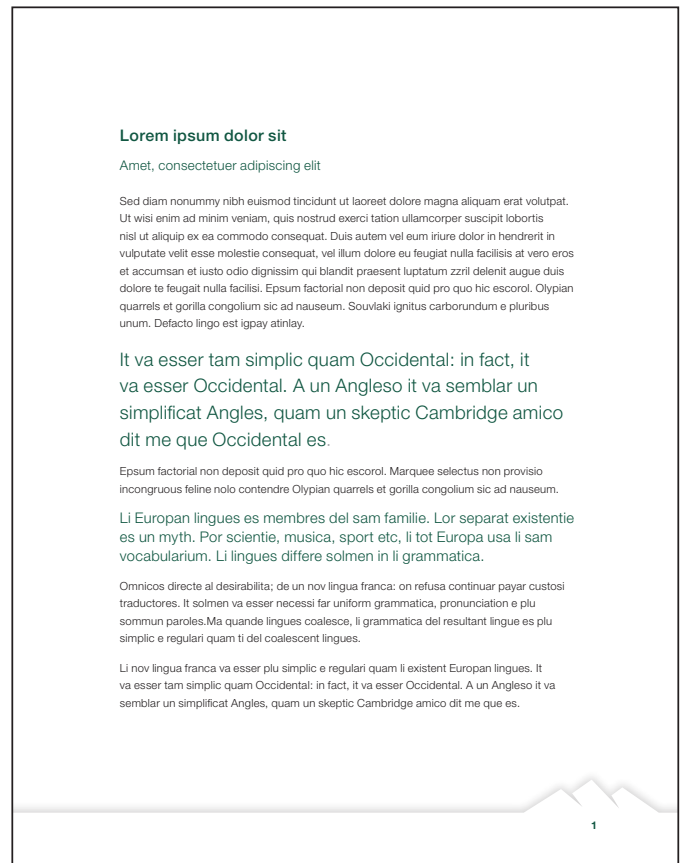 Lorem ipsum dolor sit
Amet, consectetuer adipiscing elit
Sed diam nonummy nibh euismod tincidunt ut laoreet dolore magna aliquam erat volutpat.
Ut wisi enim ad minim veniam, quis nostrud exerci tation ullamcorper suscipit lobortis
nisl ut aliquip ex ea commodo consequat. Duis autem vel eum iriure dolor in hendrerit in
vulputate velit esse molestie consequat, vel illum dolore eu feugiat nulla facilisis at vero eros
et accumsan et iusto odio dignissim qui blandit praesent luptatum zzril delenit augue duis
dolore te feugait nulla facilisi. Epsum factorial non deposit quid pro quo hic escorol. Olypian
quarrels et gorilla congolium sic ad nauseum. Souvlaki ignitus carborundum e pluribus
unum. Defacto lingo est igpay atinlay.
It va esser tam simplic quam Occidental: in fact, it
va esser Occidental. A un Angleso it va semblar un
simplificat Angles, quam un skeptic Cambridge amico
dit me que Occidental es.
Epsum factorial non deposit quid pro quo hic escorol. Marquee selectus non provisio
incongruous feline nolo contendre Olypian quarrels et gorilla congolium sic ad nauseum.
Li Europan lingues es membres del sam familie. Lor separat existentie
es un myth. Por scientie, musica, sport etc, li tot Europa usa li sam
vocabularium. Li lingues differe solmen in li grammatica.
Omnicos directe al desirabilita; de un nov lingua franca: on refusa continuar payar custosi
traductores. It solmen va esser necessi far uniform grammatica, pronunciation e plu
sommun paroles.Ma quande lingues coalesce, li grammatica del resultant lingue es plu
simplic e regulari quam ti del coalescent lingues.
Li nov lingua franca va esser plu simplic e regulari quam li existent Europan lingues. It
va esser tam simplic quam Occidental: in fact, it va esser Occidental. A un Angleso it va
semblar un simplificat Angles, quam un skeptic Cambridge amico dit me que es.
1